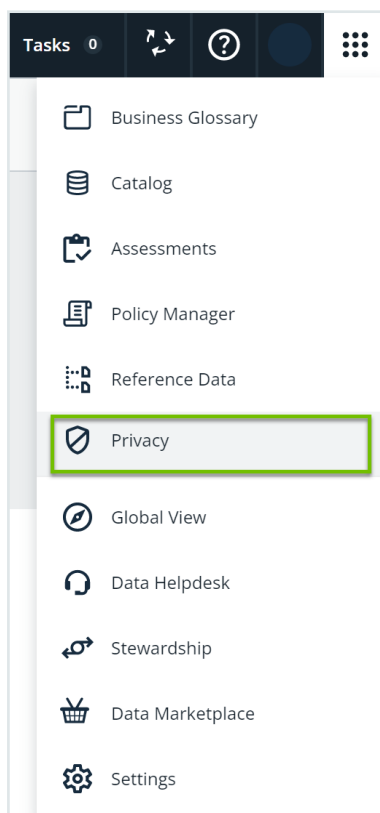 Tasks 0
Business Glossary
Catalog
Assessments
Policy Manager
Reference Data
Privacy
Global View
Data Helpdesk
Stewardship
Data Marketplace
Settings